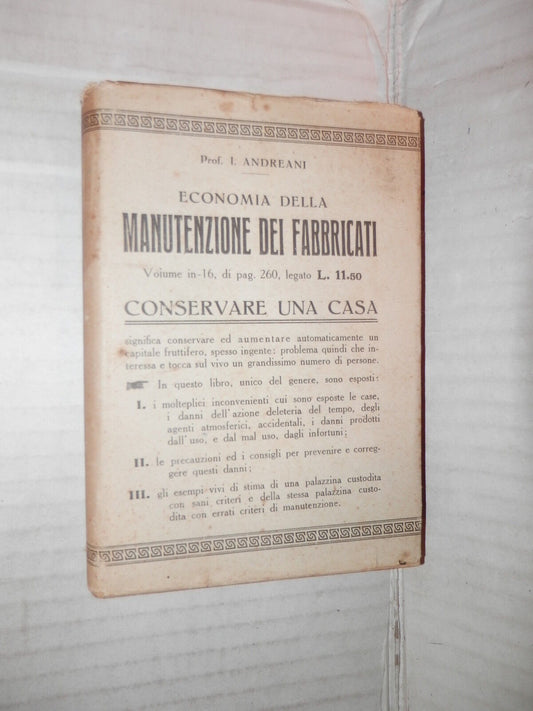 Prof. I. ANDREANI
ECONOMIA DELLA
MANUTENZIONE DEI FABBRICATI
Volume in-16, di pag. 260, legato L. 11.50
CONSERVARE UNA CASA
significa conservare ed aumentare automaticamente un
capitale fruttifero, spesso ingente; problema quindi che in-
teressa e tocca sul vivo un grandissimo numero di persone.
In questo libro, unico del genere, sono esposti:
I. i molteplici inconvenienti cui sono esposte le case,
i danni dell'azione deleteria del tempo, degli
agenti atmosferici, accidentali, i danni prodotti
dall'uso, e dal mal uso, dagli infortuni;
II. le precauzioni ed i consigli per prevenire e correg-
gere questi danni;
III. gli esempi vivi di stima di una palazzina custodita
con sani criteri e della stessa palazzina custo-
dita con errati criteri di manutenzione.